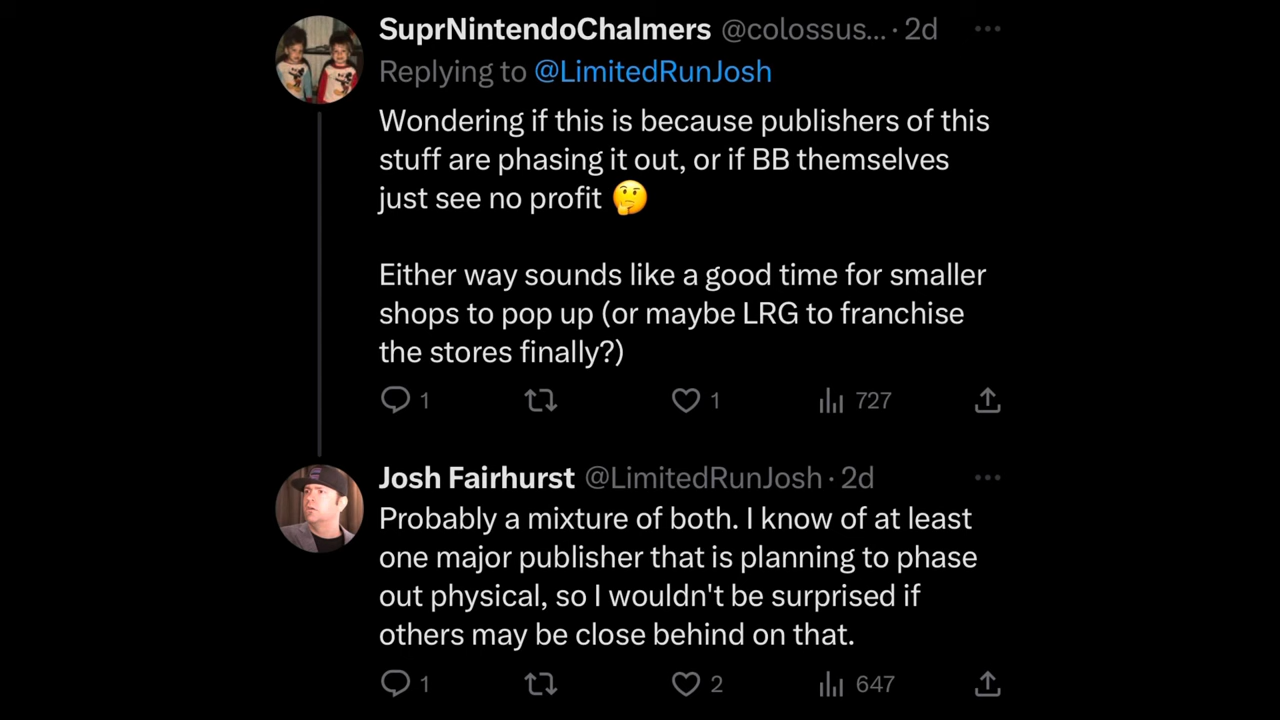 SuprNintendoChalmers @colossus... · 2d
Replying to @LimitedRunJosh
Wondering if this is because publishers of this
stuff are phasing it out, or if BB themselves
just see no profit 🤔
Either way sounds like a good time for smaller
shops to pop up (or maybe LRG to franchise
the stores finally?)
1 1 727
Josh Fairhurst @LimitedRunJosh · 2d
Probably a mixture of both. I know of at least
one major publisher that is planning to phase
out physical, so I wouldn't be surprised if
others may be close behind on that.
1 2 647